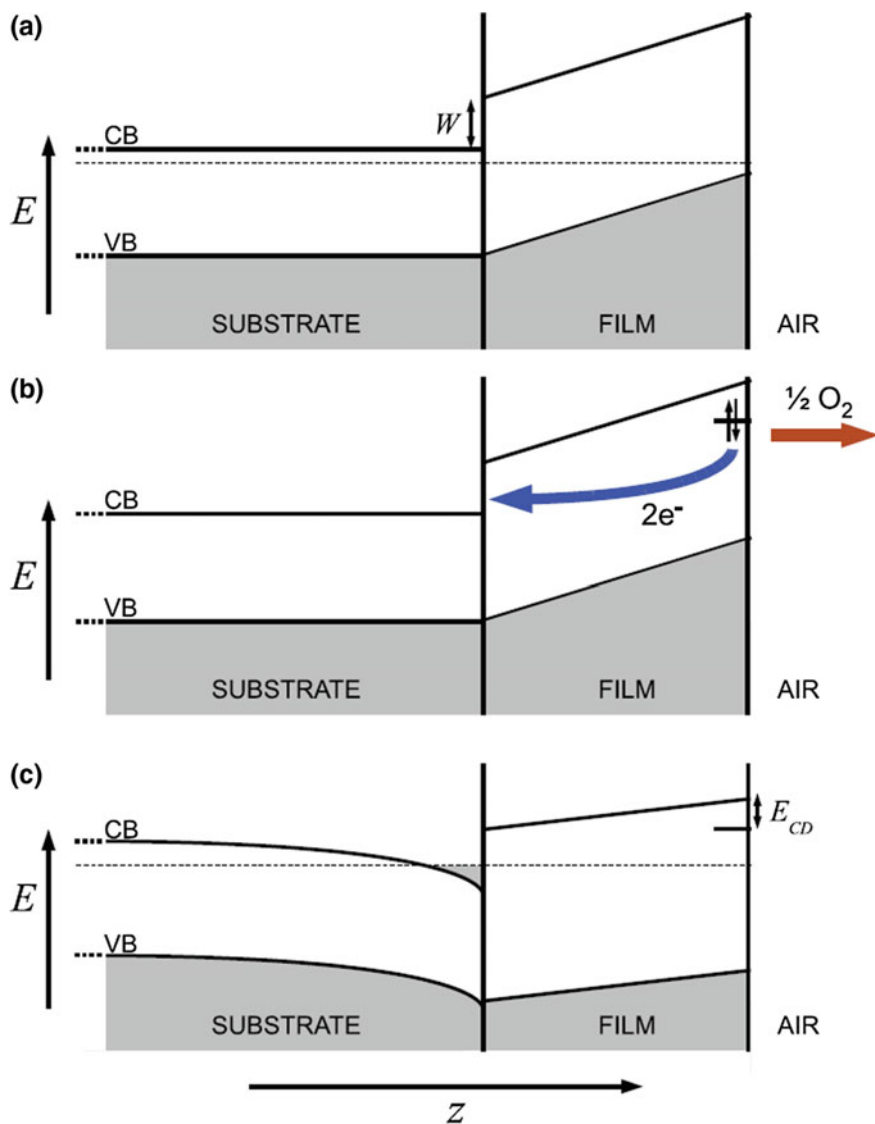 (a)
W
CB
E
VB
SUBSTRATE FILM AIR
(b)
½ O₂
CB
2e⁻
E
VB
SUBSTRATE FILM AIR
(c)
CB
E_CD
E
VB
SUBSTRATE FILM AIR
z